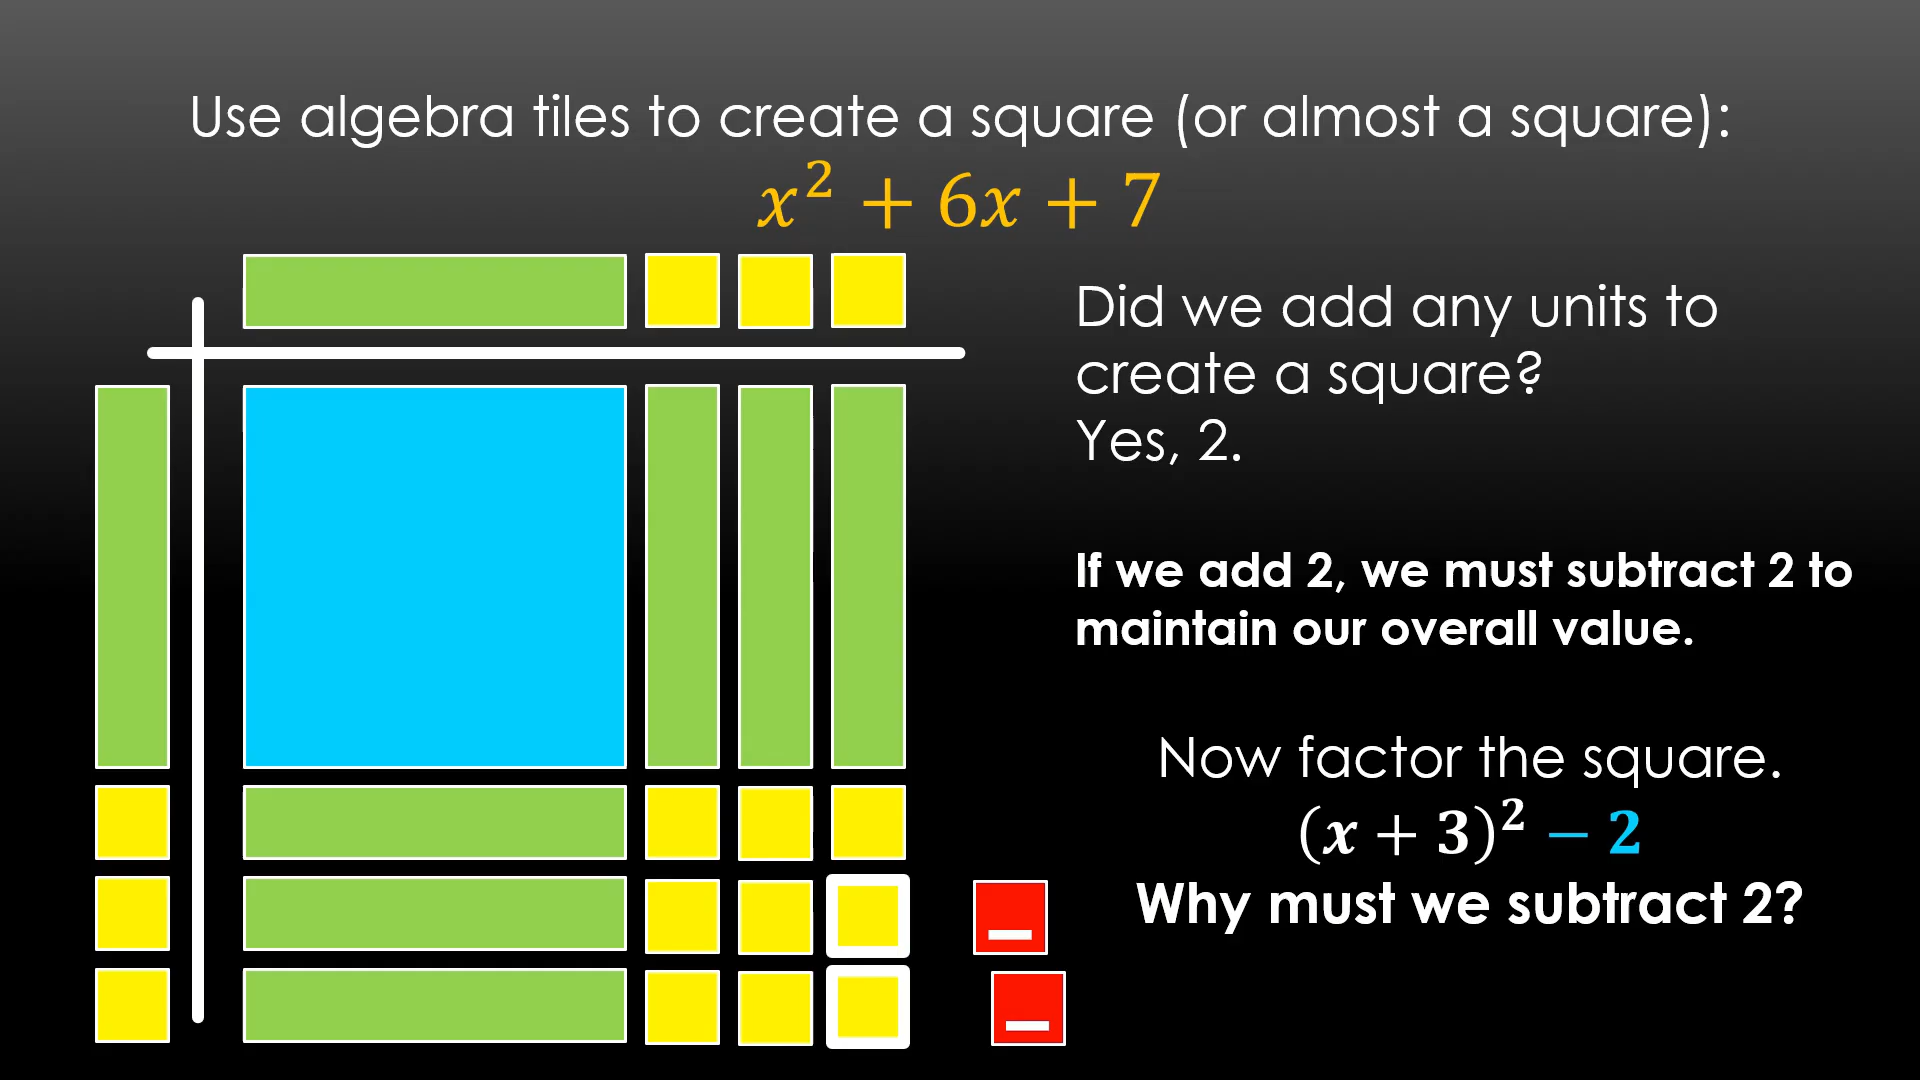 Use algebra tiles to create a square (or almost a square):
x² + 6x + 7
Did we add any units to
create a square?
Yes, 2.
If we add 2, we must subtract 2 to
maintain our overall value.
Now factor the square.
(x + 3)² − 2
Why must we subtract 2?